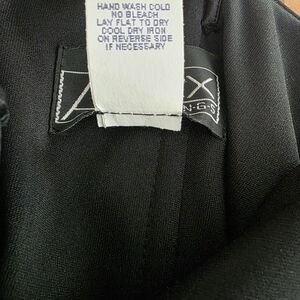 HAND WASH COLD
NO BLEACH
LAY FLAT TO DRY
COOL DRY IRON
ON REVERSE SIDE
IF NECESSARY
X
N·G·S